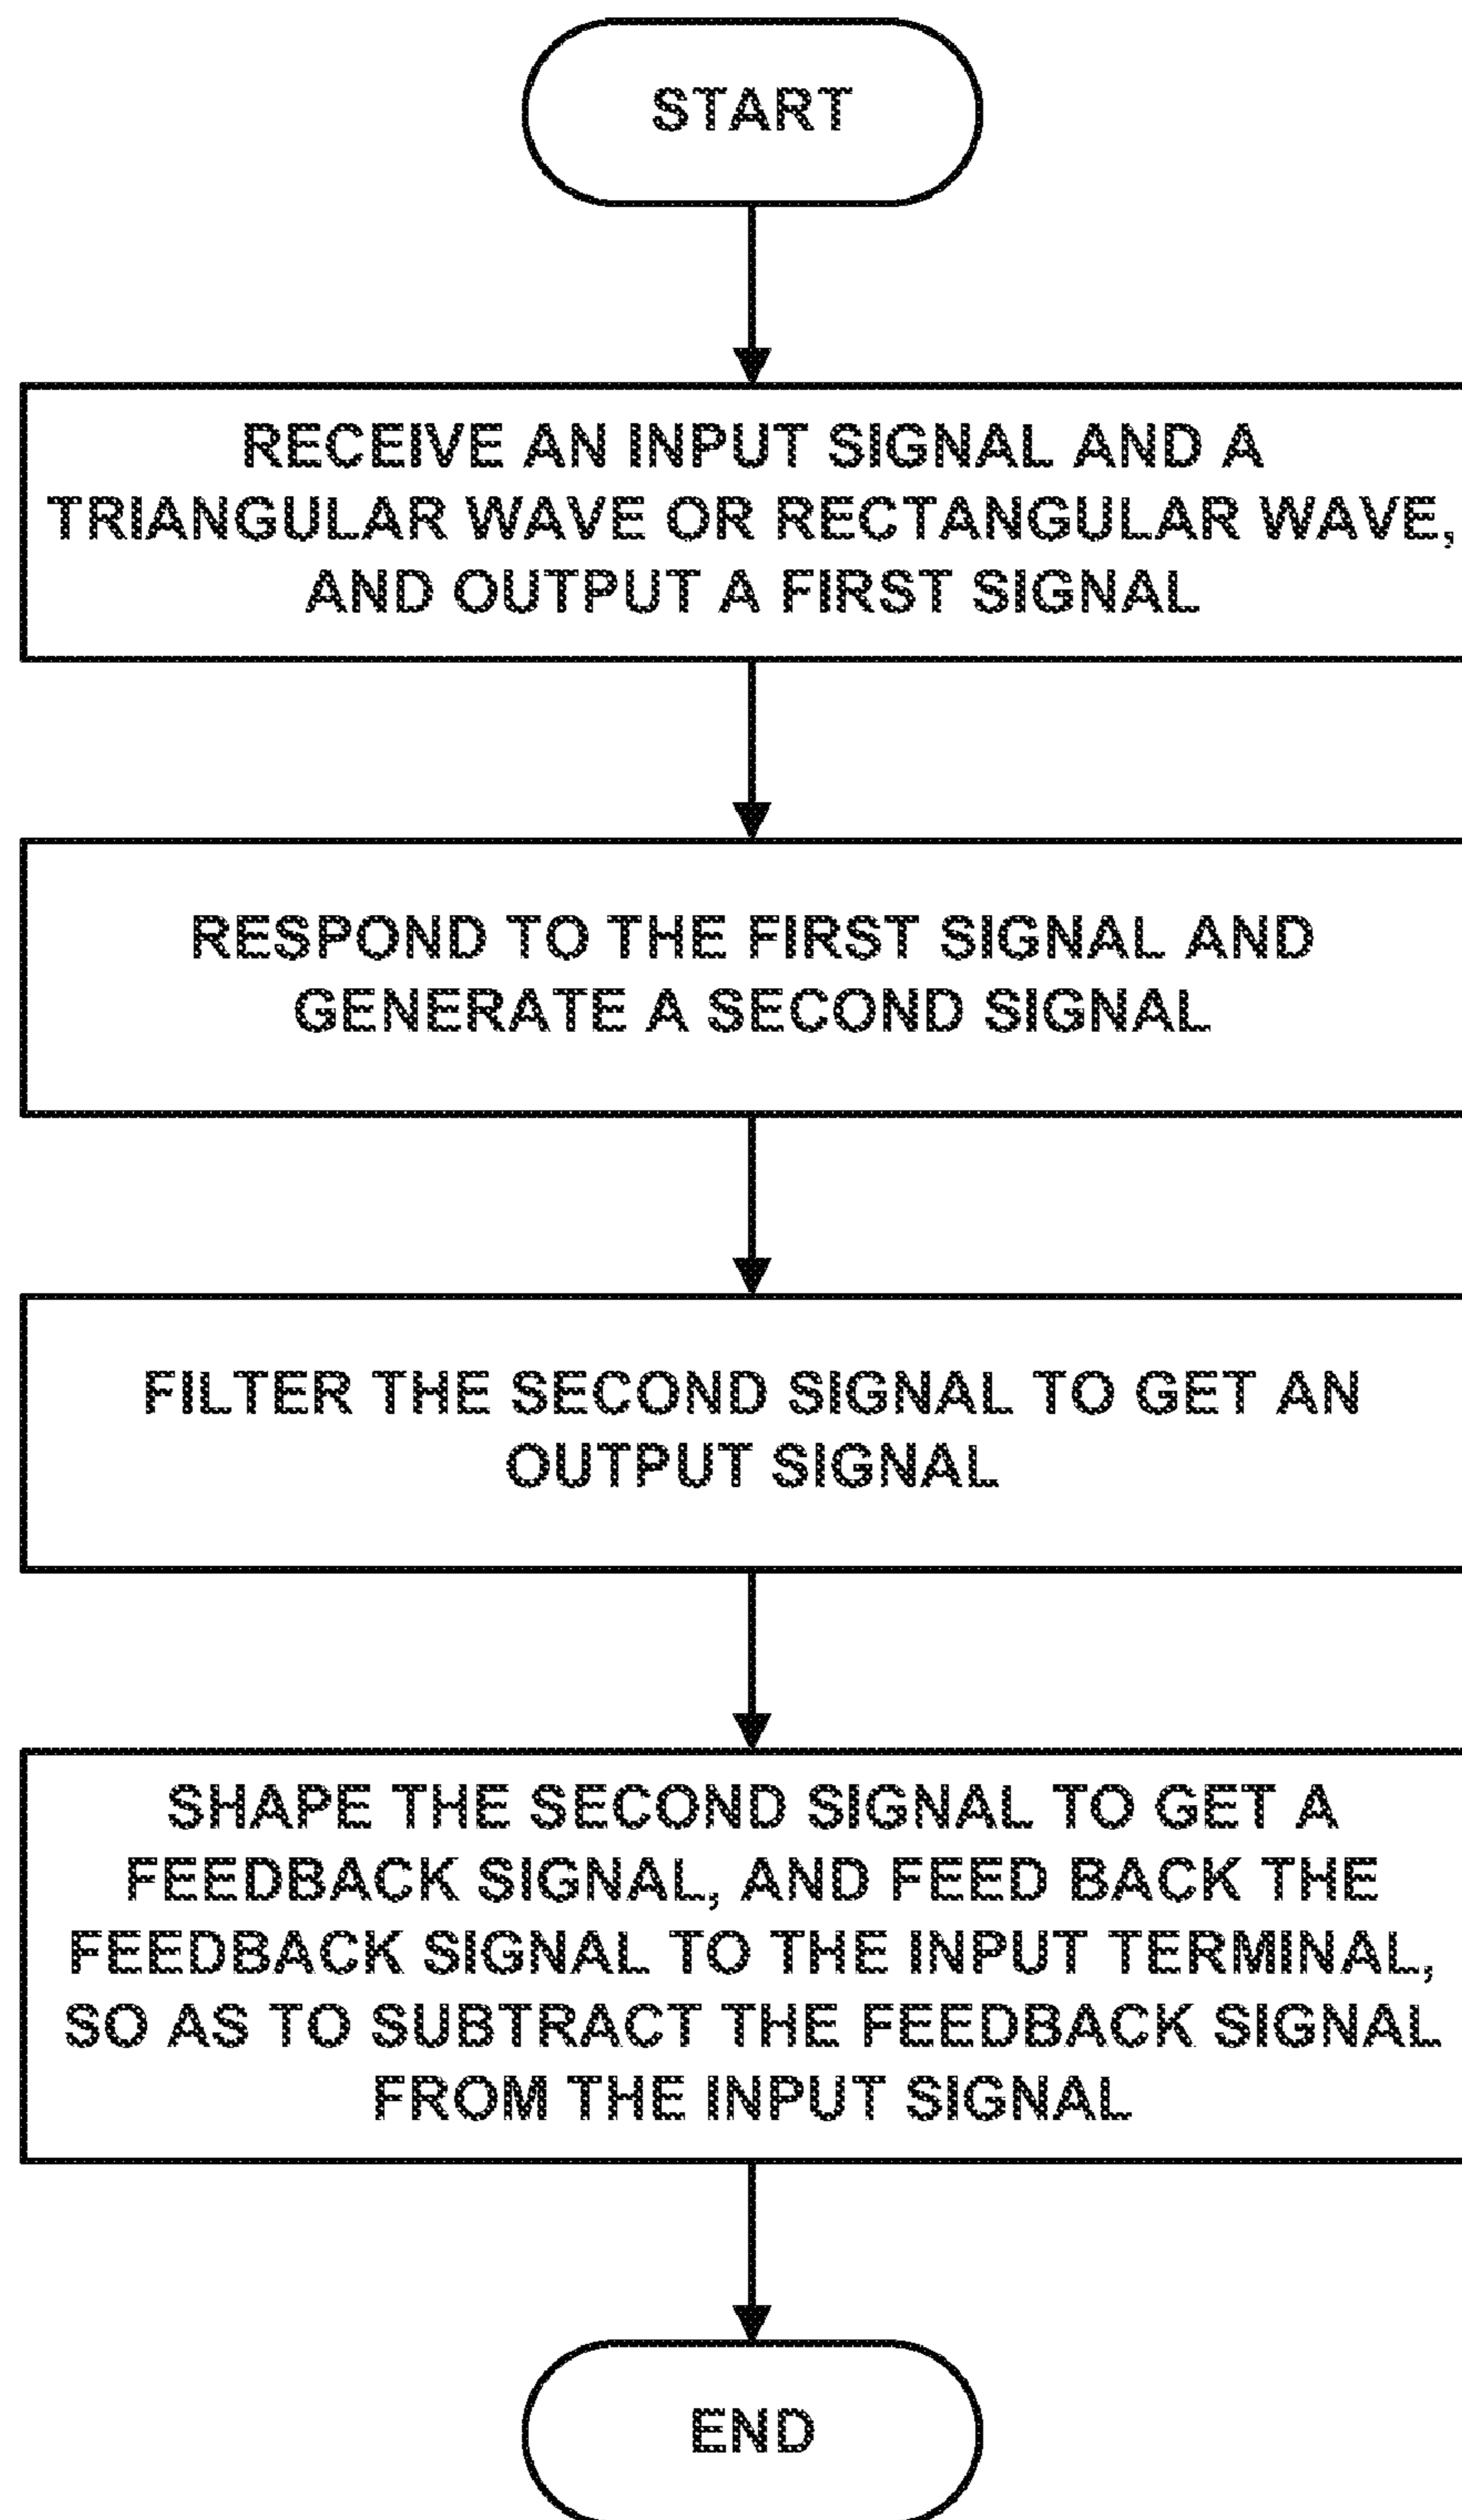 START
RECEIVE AN INPUT SIGNAL AND A
TRIANGULAR WAVE OR RECTANGULAR WAVE,
AND OUTPUT A FIRST SIGNAL
RESPOND TO THE FIRST SIGNAL AND
GENERATE A SECOND SIGNAL
FILTER THE SECOND SIGNAL TO GET AN
OUTPUT SIGNAL
SHAPE THE SECOND SIGNAL TO GET A
FEEDBACK SIGNAL, AND FEED BACK THE
FEEDBACK SIGNAL TO THE INPUT TERMINAL,
SO AS TO SUBTRACT THE FEEDBACK SIGNAL
FROM THE INPUT SIGNAL
END